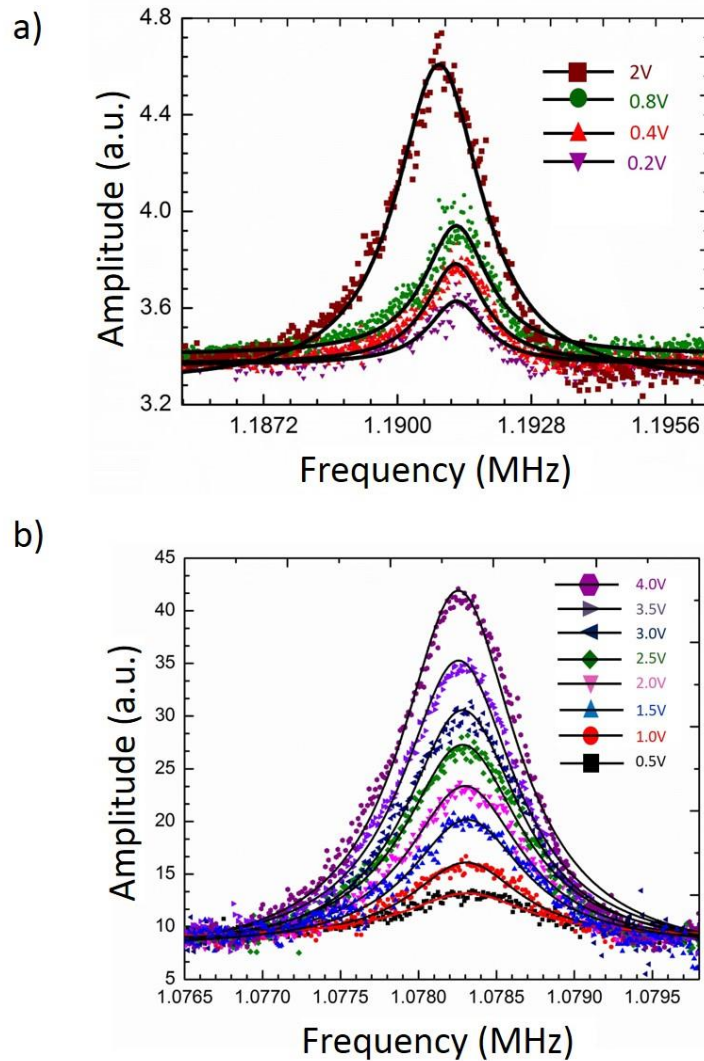 a)
4.8
4.4
4.0
3.6
3.2
Amplitude (a.u.)
2V
0.8V
0.4V
0.2V
1.1872 1.1900 1.1928 1.1956
Frequency (MHz)
b)
45
40
35
30
25
20
15
10
5
Amplitude (a.u.)
4.0V
3.5V
3.0V
2.5V
2.0V
1.5V
1.0V
0.5V
1.0765 1.0770 1.0775 1.0780 1.0785 1.0790 1.0795
Frequency (MHz)